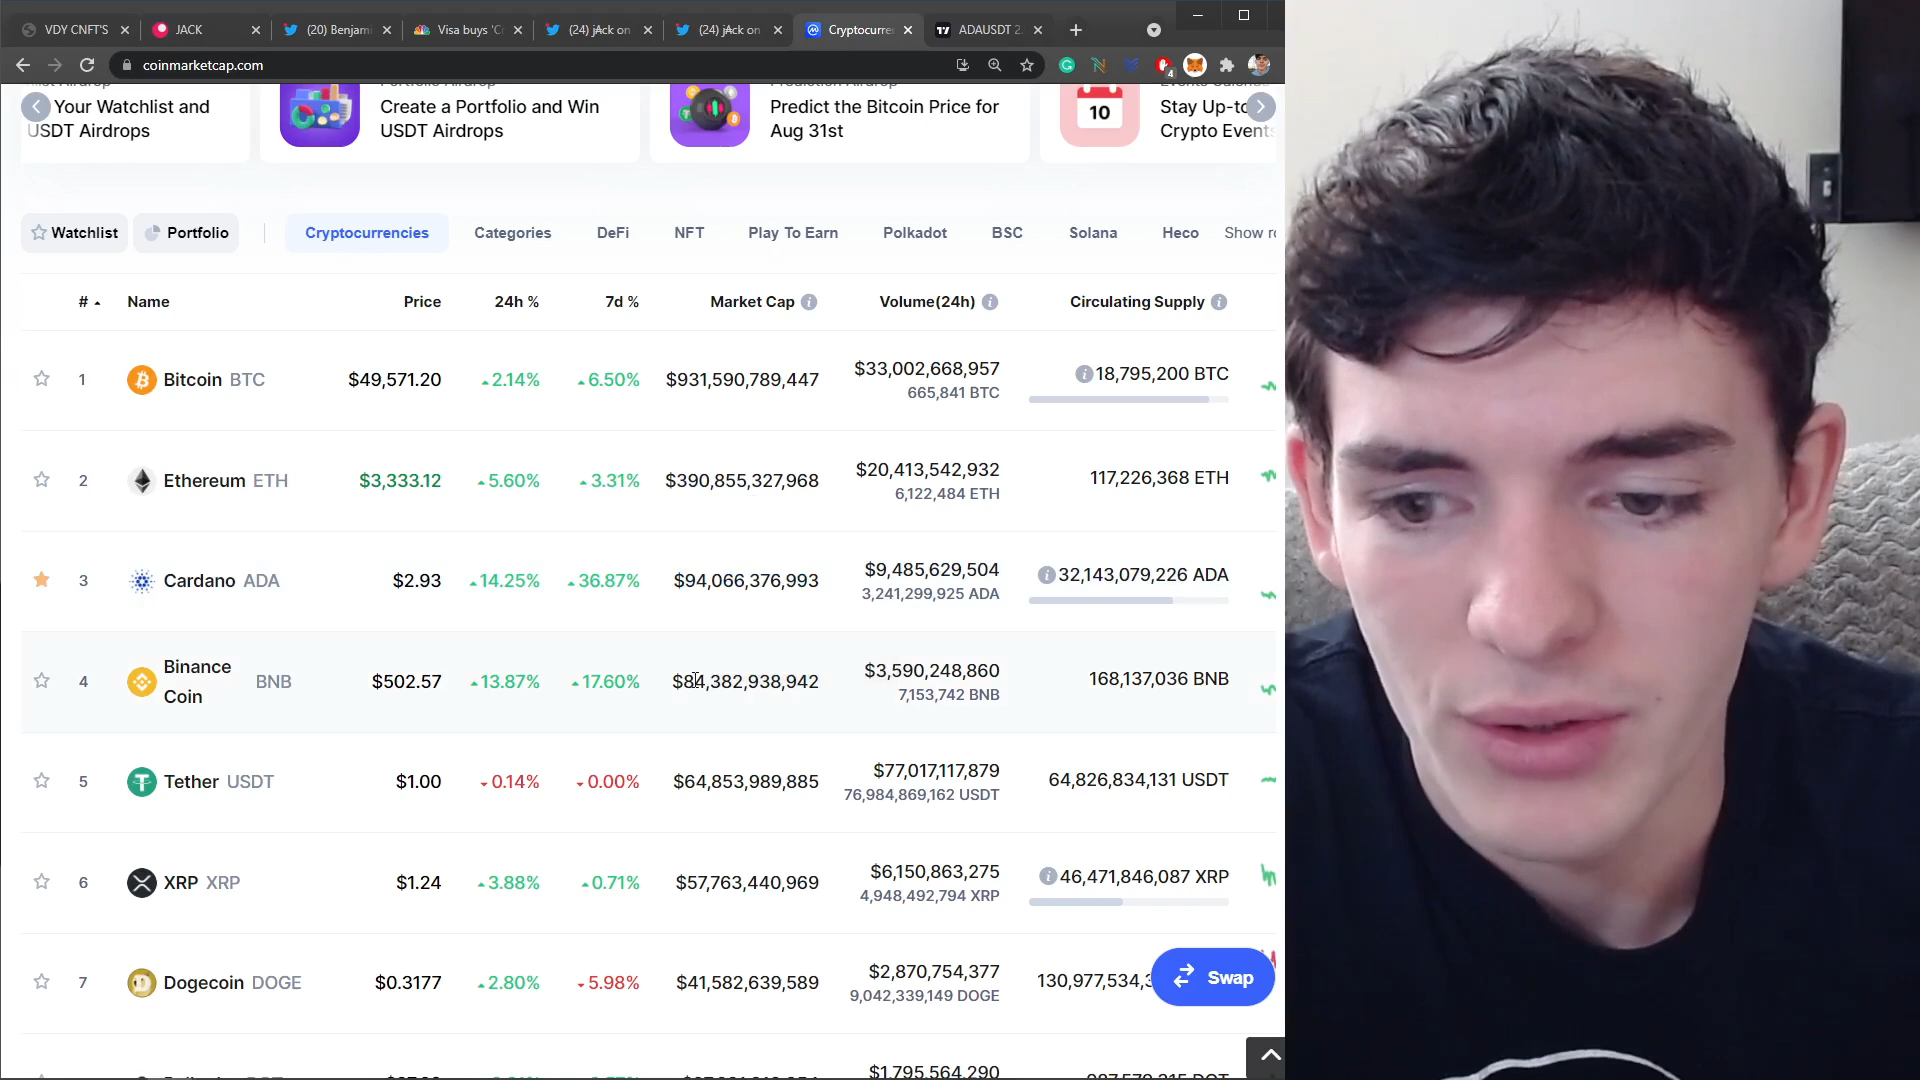 VDY CNFT'S
JACK
(20) Benjami
Visa buys 'C
(24) jack on
(24) jack on
Cryptocurre
ADAUSDT 2
coinmarketcap.com
4
Your Watchlist and
USDT Airdrops
Create a Portfolio and Win
USDT Airdrops
Predict the Bitcoin Price for
Aug 31st
10
Stay Up-to
Crypto Events
Watchlist
Portfolio
Cryptocurrencies
Categories
DeFi
NFT
Play To Earn
Polkadot
BSC
Solana
Heco
Show ro
# Name Price 24h % 7d % Market Cap Volume(24h) Circulating Supply
1 Bitcoin BTC $49,571.20 2.14% 6.50% $931,590,789,447 $33,002,668,957 18,795,200 BTC
665,841 BTC
2 Ethereum ETH $3,333.12 5.60% 3.31% $390,855,327,968 $20,413,542,932 117,226,368 ETH
6,122,484 ETH
3 Cardano ADA $2.93 14.25% 36.87% $94,066,376,993 $9,485,629,504 32,143,079,226 ADA
3,241,299,925 ADA
4 Binance Coin BNB $502.57 13.87% 17.60% $84,382,938,942 $3,590,248,860 168,137,036 BNB
7,153,742 BNB
5 Tether USDT $1.00 0.14% 0.00% $64,853,989,885 $77,017,117,879 64,826,834,131 USDT
76,984,869,162 USDT
6 XRP XRP $1.24 3.88% 0.71% $57,763,440,969 $6,150,863,275 46,471,846,087 XRP
4,948,492,794 XRP
7 Dogecoin DOGE $0.3177 2.80% 5.98% $41,582,639,589 $2,870,754,377 130,977,534,3
9,042,339,149 DOGE
Swap
$1,795,564,290